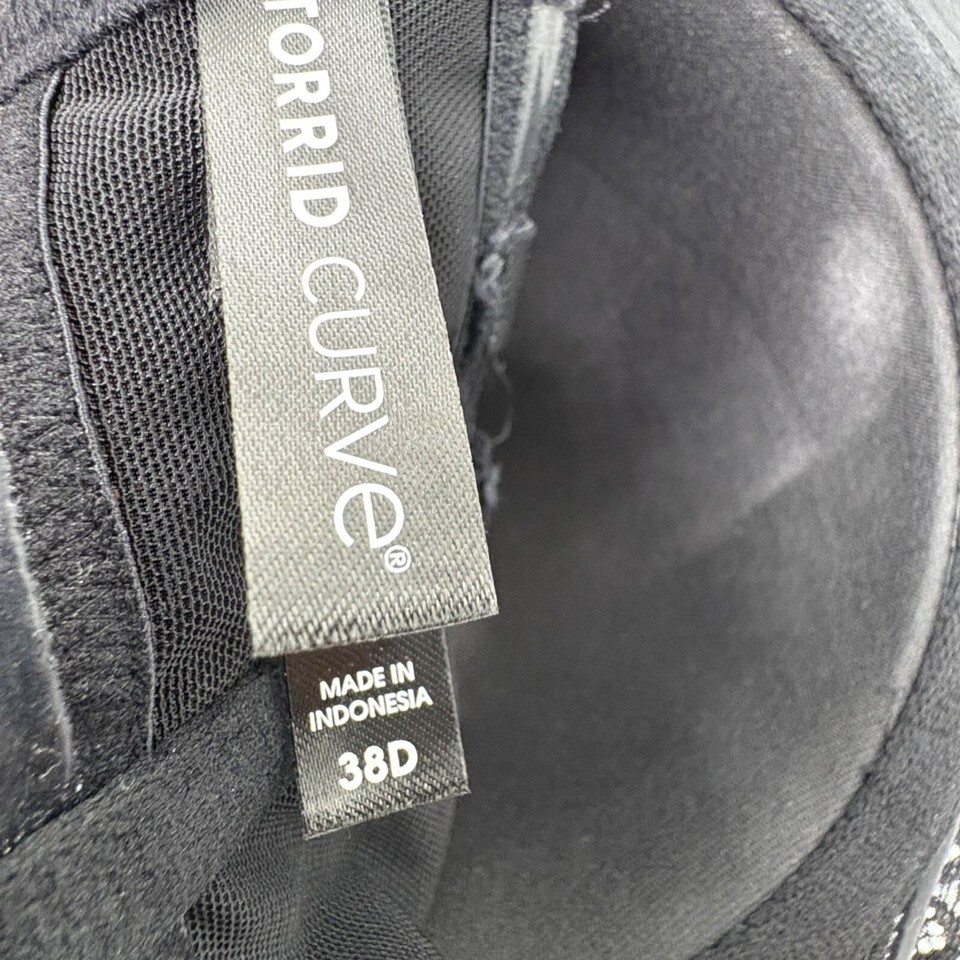 TORRID CURVe®
MADE IN
INDONESIA
38D